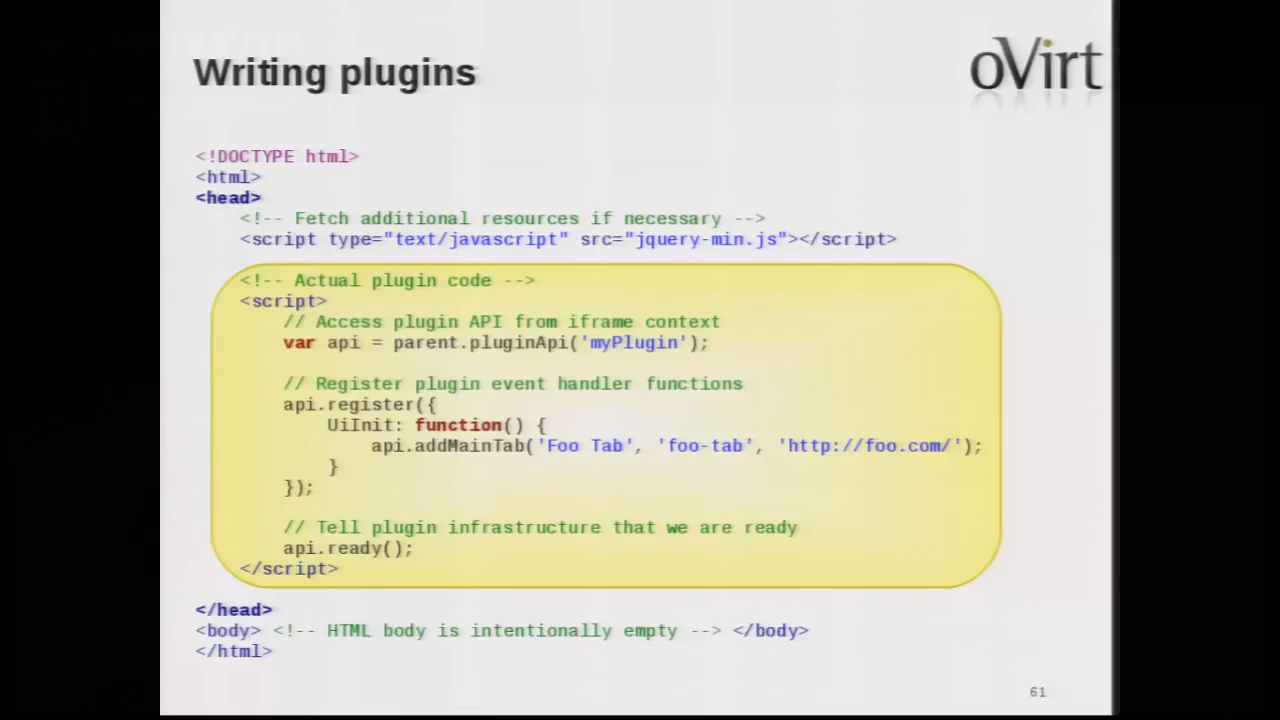 Writing plugins
oVirt
<!DOCTYPE html>
<html>
<head>
<!-- Fetch additional resources if necessary -->
<script type="text/javascript" src="jquery-min.js"></script>
<!-- Actual plugin code -->
<script>
// Access plugin API from iframe context
var api = parent.pluginApi('myPlugin');
// Register plugin event handler functions
api.register({
UiInit: function() {
api.addMainTab('Foo Tab', 'foo-tab', 'http://foo.com/');
}
});
// Tell plugin infrastructure that we are ready
api.ready();
</script>
</head>
<body> <!-- HTML body is intentionally empty --> </body>
</html>
61